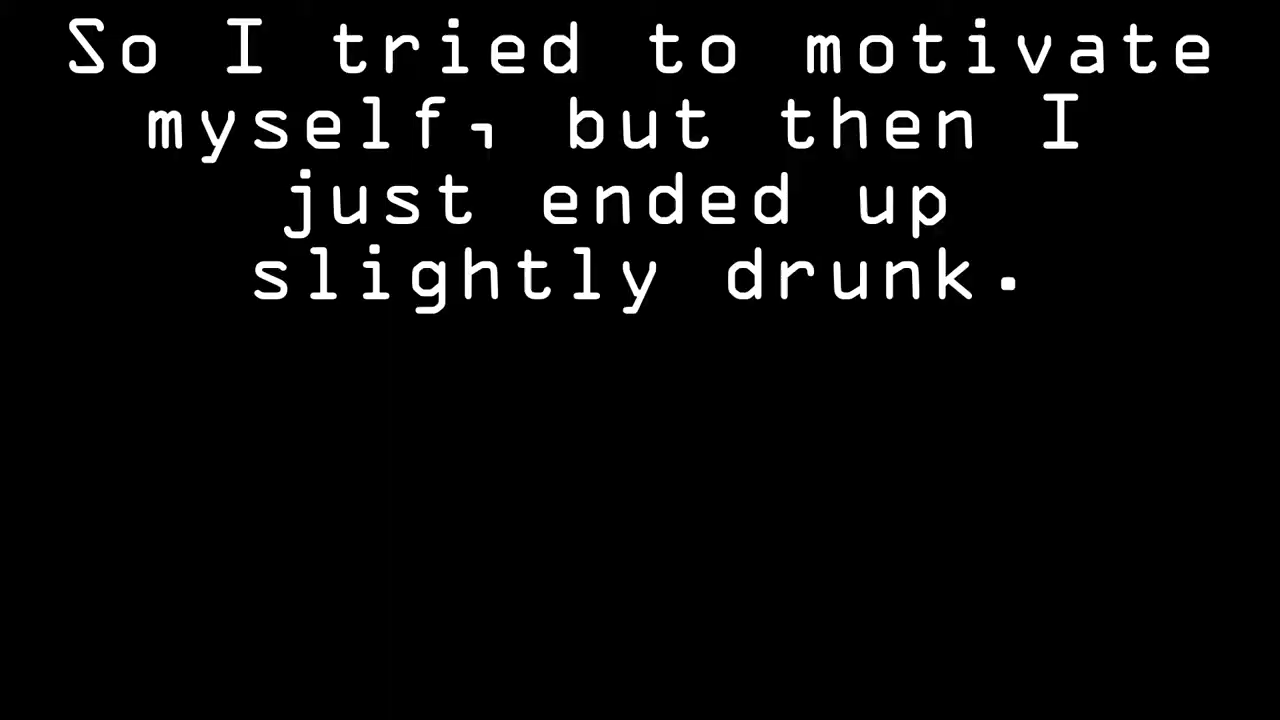 So I tried to motivate
myself, but then I
just ended up
slightly drunk.